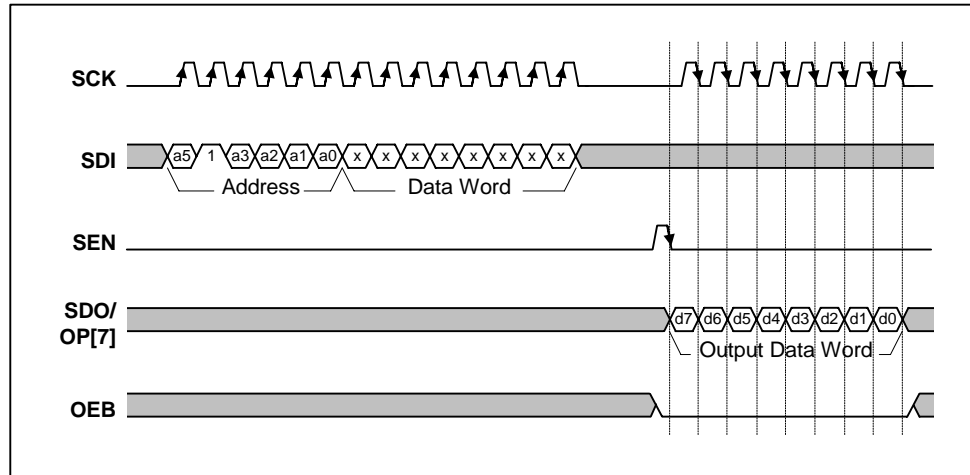 SCK
SDI a5 1 a3 a2 a1 a0 x x x x x x x x
Address Data Word
SEN
SDO/
OP[7] d7 d6 d5 d4 d3 d2 d1 d0
Output Data Word
OEB